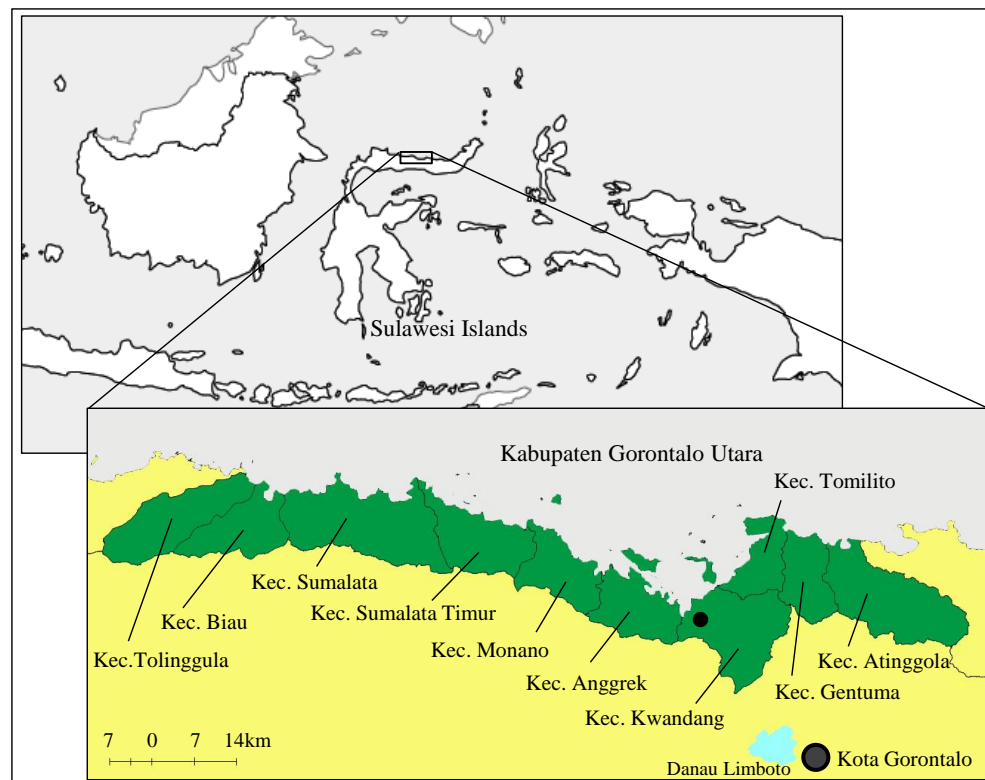 Sulawesi Islands
Kabupaten Gorontalo Utara
Kec. Tomilito
Kec. Sumalata
Kec. Sumalata Timur
Kec. Biau
Kec. Monano
Kec.Tolinggula
Kec. Atinggola
Kec. Anggrek
Kec. Gentuma
Kec. Kwandang
7 0 7 14km
Danau Limboto
Kota Gorontalo